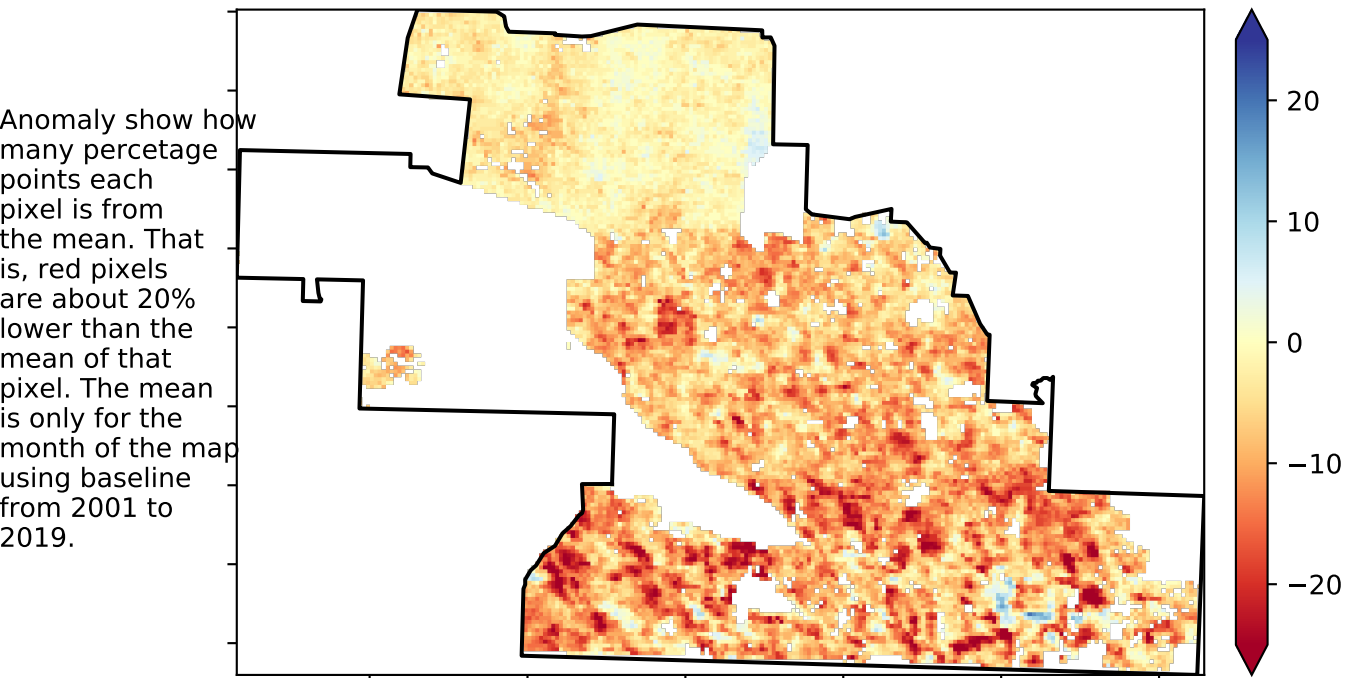 Anomaly show how
many percetage
points each
pixel is from
the mean. That
is, red pixels
are about 20%
lower than the
mean of that
pixel. The mean
is only for the
month of the map
using baseline
from 2001 to
2019.
20
10
0
−10
−20